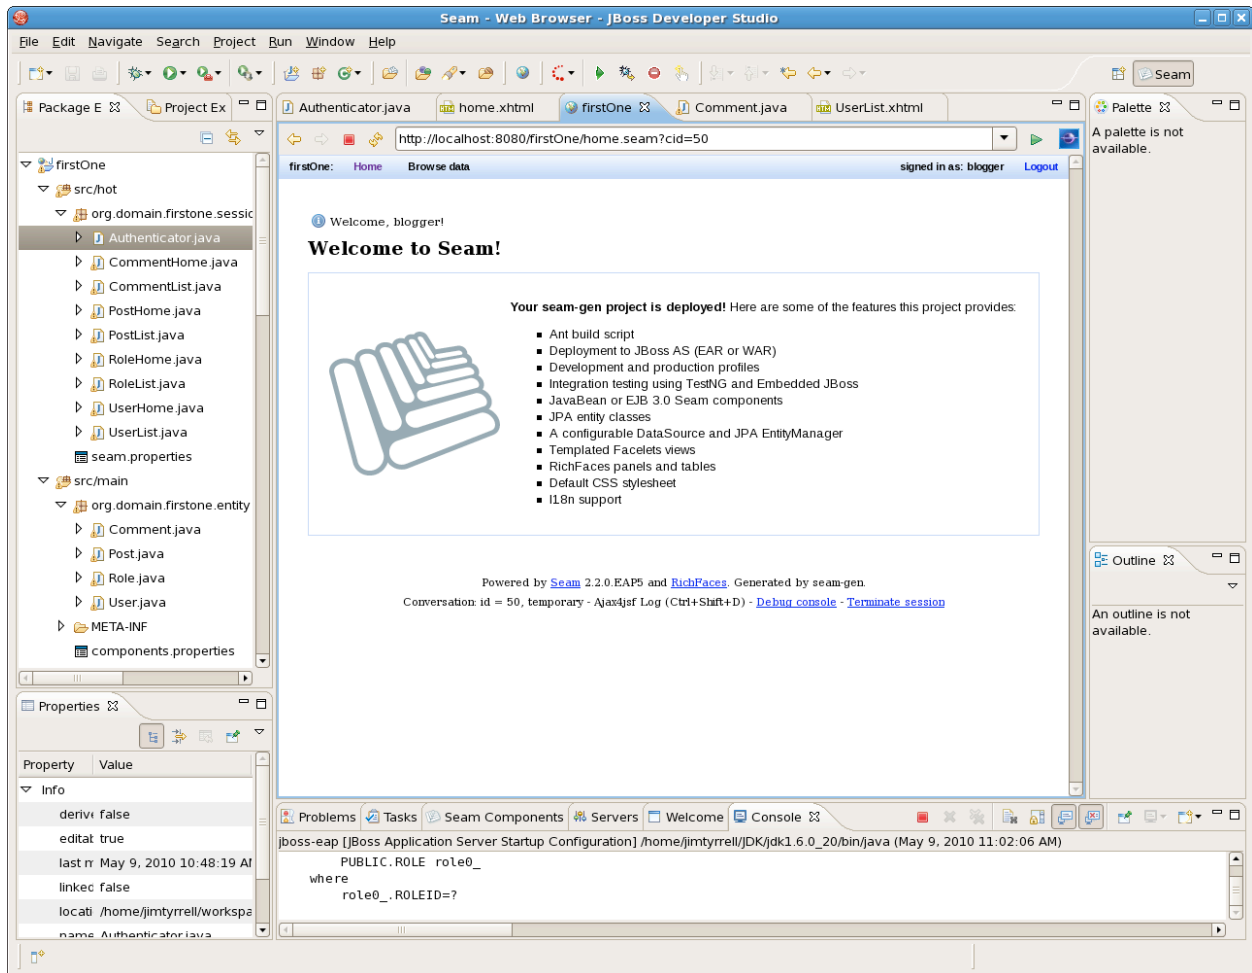 Seam - Web Browser - JBoss Developer Studio
File Edit Navigate Search Project Run Window Help
Seam
Package E Project Ex
Authenticator.java home.xhtml firstOne Comment.java UserList.xhtml
Palette
http://localhost:8080/firstOne/home.seam?cid=50
A palette is not
available.
firstOne: Home Browse data signed in as: blogger Logout
firstOne
src/hot
org.domain.firstone.sessic
Authenticator.java
CommentHome.java
CommentList.java
PostHome.java
PostList.java
RoleHome.java
RoleList.java
UserHome.java
UserList.java
seam.properties
src/main
org.domain.firstone.entity
Comment.java
Post.java
Role.java
User.java
META-INF
components.properties
Welcome, blogger!
Welcome to Seam!
Your seam-gen project is deployed! Here are some of the features this project provides:
Ant build script
Deployment to JBoss AS (EAR or WAR)
Development and production profiles
Integration testing using TestNG and Embedded JBoss
JavaBean or EJB 3.0 Seam components
JPA entity classes
A configurable DataSource and JPA EntityManager
Templated Facelets views
RichFaces panels and tables
Default CSS stylesheet
I18n support
Powered by Seam 2.2.0.EAP5 and RichFaces. Generated by seam-gen.
Conversation: id = 50, temporary - Ajax4jsf Log (Ctrl+Shift+D) - Debug console - Terminate session
Outline
An outline is not
available.
Properties
Property Value
Info
derive false
editab true
last m May 9, 2010 10:48:19 AM
linked false
locati /home/jimtyrrell/workspa
name Authenticator.java
Problems Tasks Seam Components Servers Welcome Console
jboss-eap [JBoss Application Server Startup Configuration] /home/jimtyrrell/JDK/jdk1.6.0_20/bin/java (May 9, 2010 11:02:06 AM)
PUBLIC.ROLE role0_
where
role0_.ROLEID=?